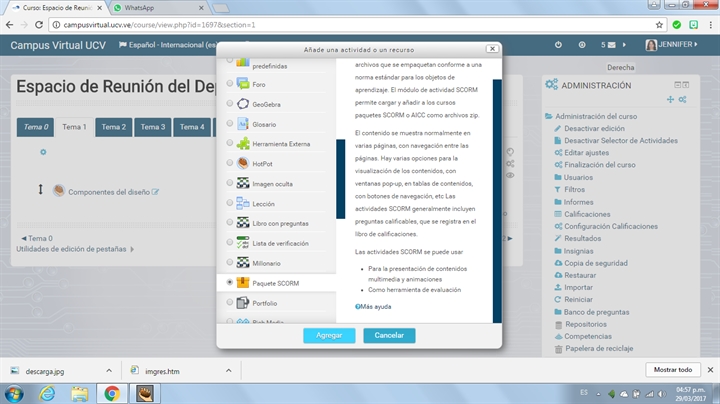 Curso: Espacio de Reunió
WhatsApp
campusvirtual.ucv.ve/course/view.php?id=1697&section=1
Campus Virtual UCV
Español - Internacional (es
5
JENNIFER
Añade una actividad o un recurso
Derecha
Espacio de Reunión del De
Tema 0
Tema 1
Tema 2
Tema 3
Tema 4
Componentes del diseño
Tema 0
2
Utilidades de edición de pestañas
predefinidas
Foro
GeoGebra
Glosario
Herramienta Externa
HotPot
Imagen oculta
Lección
Libro con preguntas
Lista de verificación
Millonario
Paquete SCORM
Portfolio
Rich Media
archivos que se empaquetan conforme a una
norma estándar para los objetos de
aprendizaje. El módulo de actividad SCORM
permite cargar y añadir a los cursos
paquetes SCORM o AICC como archivos zip.
El contenido se muestra normalmente en
varias páginas, con navegación entre las
páginas. Hay varias opciones para la
visualización de los contenidos, con
ventanas pop-up, en tablas de contenidos,
con botones de navegación, etc Las
actividades SCORM generalmente incluyen
preguntas calificables, que se registra en el
libro de calificaciones.
Las actividades SCORM se puede usar
Para la presentación de contenidos
multimedia y animaciones
Como herramienta de evaluación
Más ayuda
Agregar
Cancelar
ADMINISTRACIÓN
Administración del curso
Desactivar edición
Desactivar Selector de Actividades
Editar ajustes
Finalización del curso
Usuarios
Filtros
Informes
Calificaciones
Configuración Calificaciones
Resultados
Insignias
Copia de seguridad
Restaurar
Importar
Reiniciar
Banco de preguntas
Repositorios
Competencias
Papelera de reciclaje
descarga.jpg
imgres.htm
Mostrar todo
ES
04:57 p.m.
29/03/2017